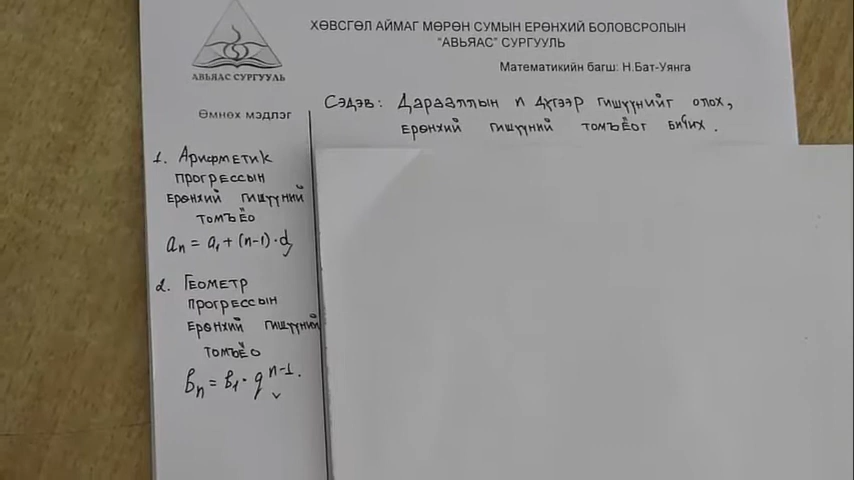 ХӨВСГӨЛ АЙМАГ МӨРӨН СУМЫН ЕРӨНХИЙ БОЛОВСРОЛЫН
"АВЬЯАС" СУРГУУЛЬ
АВЬЯАС СУРГУУЛЬ
Математикийн багш: Н.Бат-Уянга
Өмнөх мэдлэг
Сэдэв: Дарааллын n дүгээр гишүүнийг олох,
ерөнхий гишүүний томъёог бичих.
1. Арифметик
прогрессын
ерөнхий гишүүний
томъёо
aₙ = a₁ + (n-1)·d
2. Геометр
прогрессын
ерөнхий гишүүний
томъёо
bₙ = b₁ · qⁿ⁻¹.